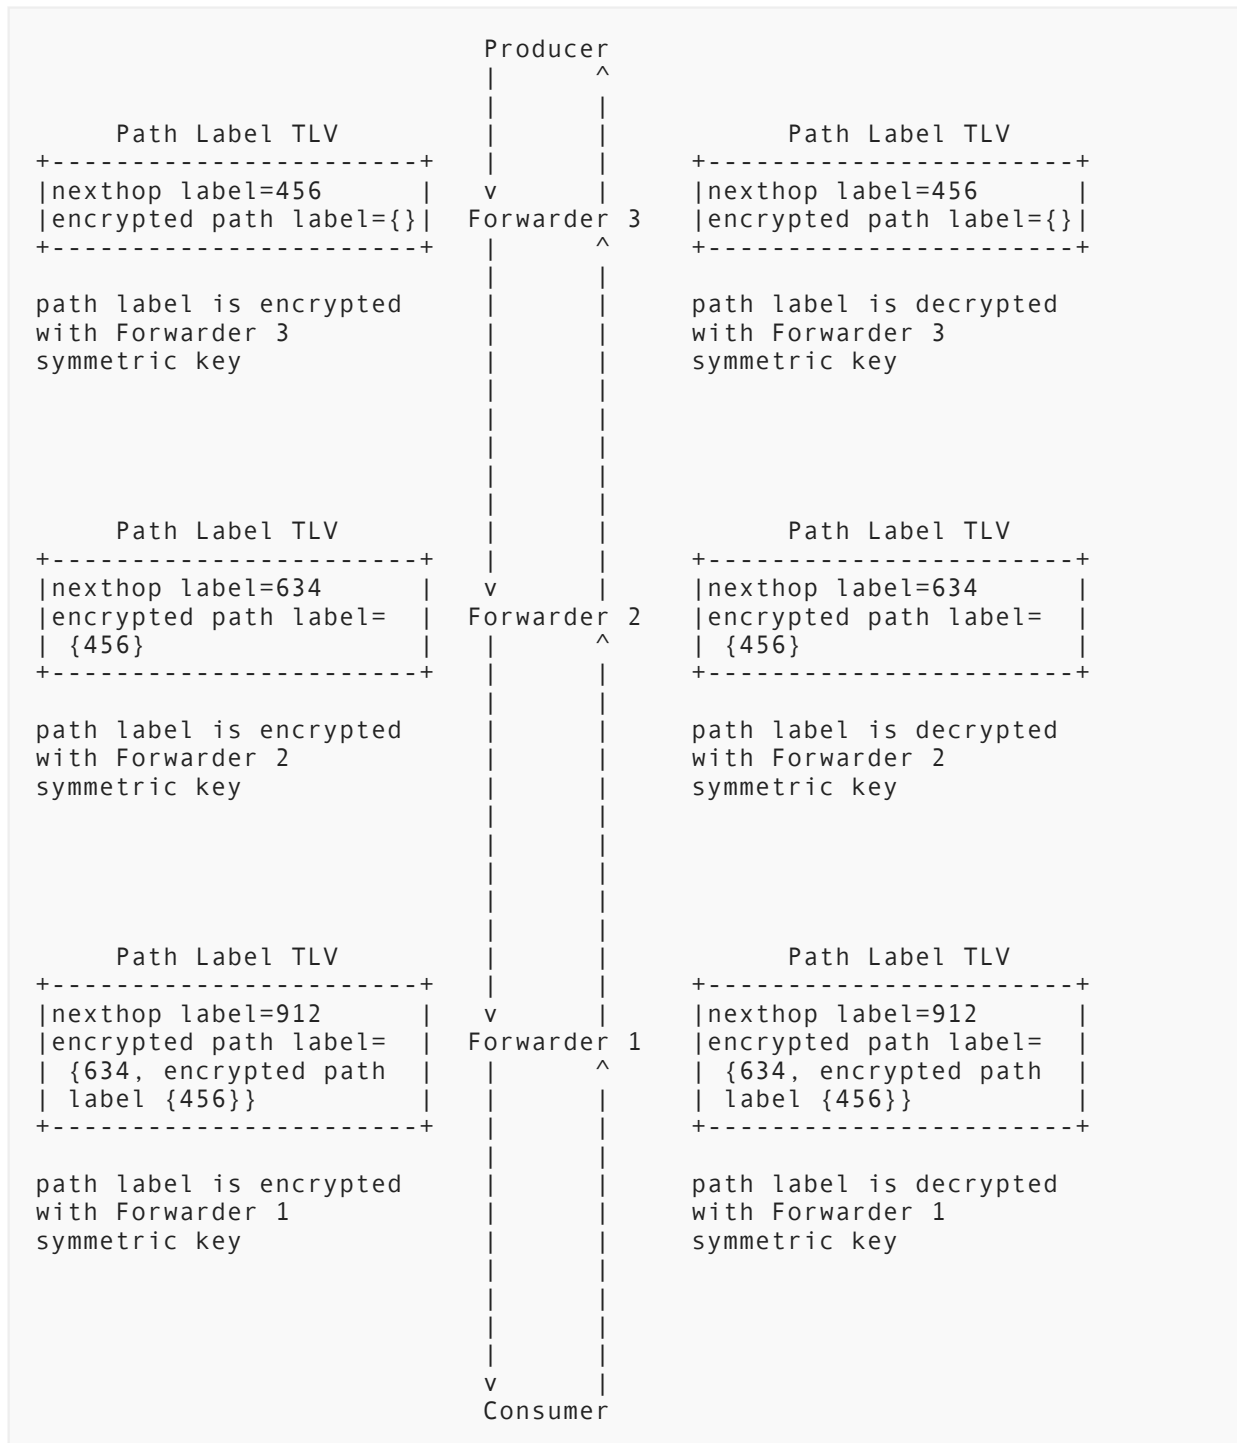 Producer
                            |      ^
                            |      |
     Path Label TLV         |      |           Path Label TLV
+-----------------------+   |      |     +-----------------------+
|nexthop label=456      |   v      |     |nexthop label=456      |
|encrypted path label={}|  Forwarder 3   |encrypted path label={}|
+-----------------------+   |      ^     +-----------------------+
                            |      |
path label is encrypted     |      |     path label is decrypted
with Forwarder 3            |      |     with Forwarder 3
symmetric key               |      |     symmetric key
                            |      |
                            |      |
                            |      |
                            |      |
                            |      |
     Path Label TLV         |      |           Path Label TLV
+-----------------------+   |      |     +-----------------------+
|nexthop label=634      |   v      |     |nexthop label=634      |
|encrypted path label=  |  Forwarder 2   |encrypted path label=  |
| {456}                 |   |      ^     | {456}                 |
+-----------------------+   |      |     +-----------------------+
                            |      |
path label is encrypted     |      |     path label is decrypted
with Forwarder 2            |      |     with Forwarder 2
symmetric key               |      |     symmetric key
                            |      |
                            |      |
                            |      |
                            |      |
                            |      |
     Path Label TLV         |      |           Path Label TLV
+-----------------------+   |      |     +-----------------------+
|nexthop label=912      |   v      |     |nexthop label=912      |
|encrypted path label=  |  Forwarder 1   |encrypted path label=  |
| {634, encrypted path  |   |      ^     | {634, encrypted path  |
| label {456}}          |   |      |     | label {456}}          |
+-----------------------+   |      |     +-----------------------+
                            |      |
path label is encrypted     |      |     path label is decrypted
with Forwarder 1            |      |     with Forwarder 1
symmetric key               |      |     symmetric key
                            |      |
                            |      |
                            |      |
                            |      |
                            v      |
                            Consumer